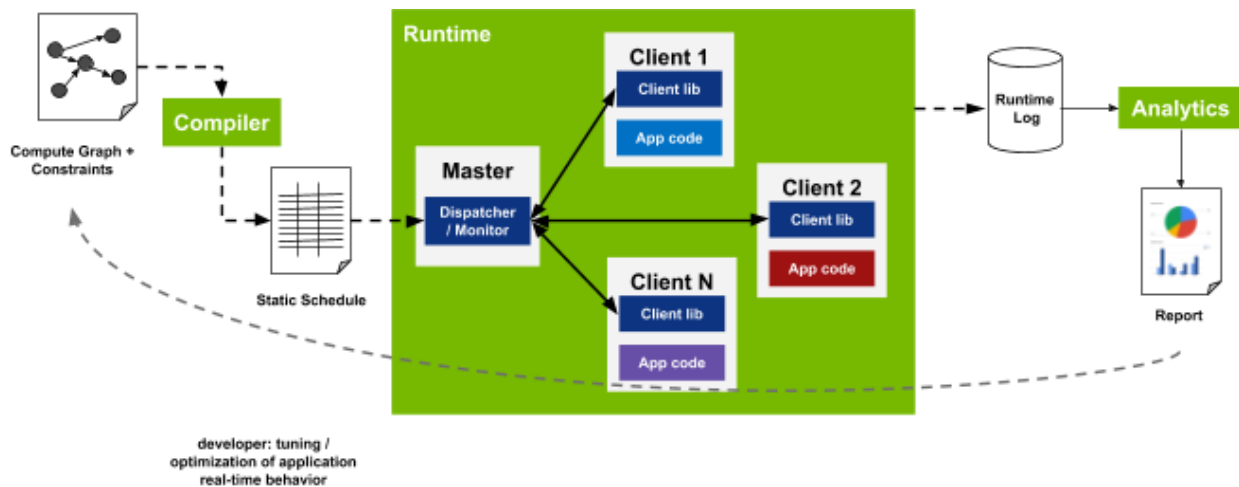 Compute Graph +
Constraints
Compiler
Static Schedule
Runtime
Master
Dispatcher
/ Monitor
Client 1
Client lib
App code
Client 2
Client lib
App code
Client N
Client lib
App code
Runtime
Log
Analytics
Report
developer: tuning /
optimization of application
real-time behavior